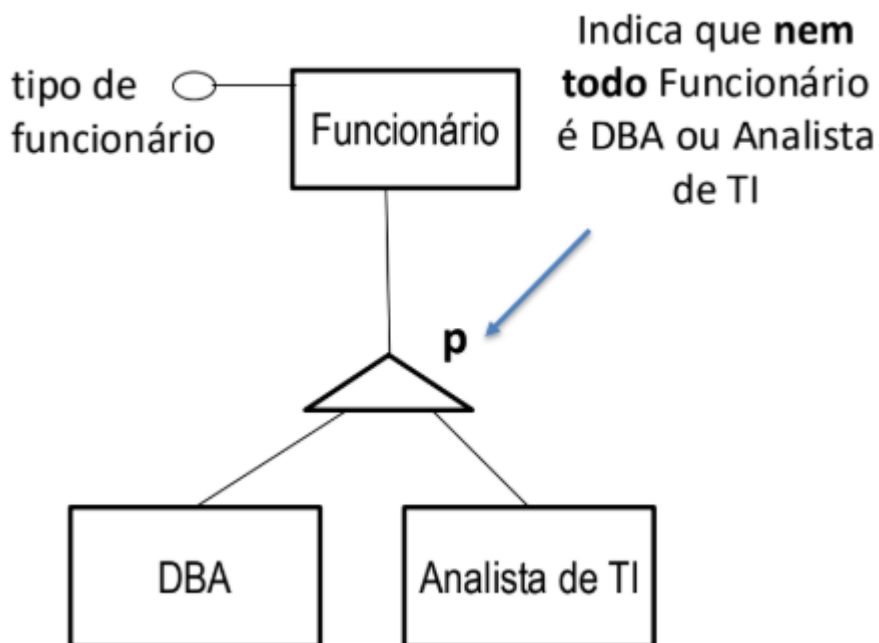 Indica que nem
todo Funcionário
é DBA ou Analista
de TI
tipo de
funcionário
Funcionário
p
DBA
Analista de TI